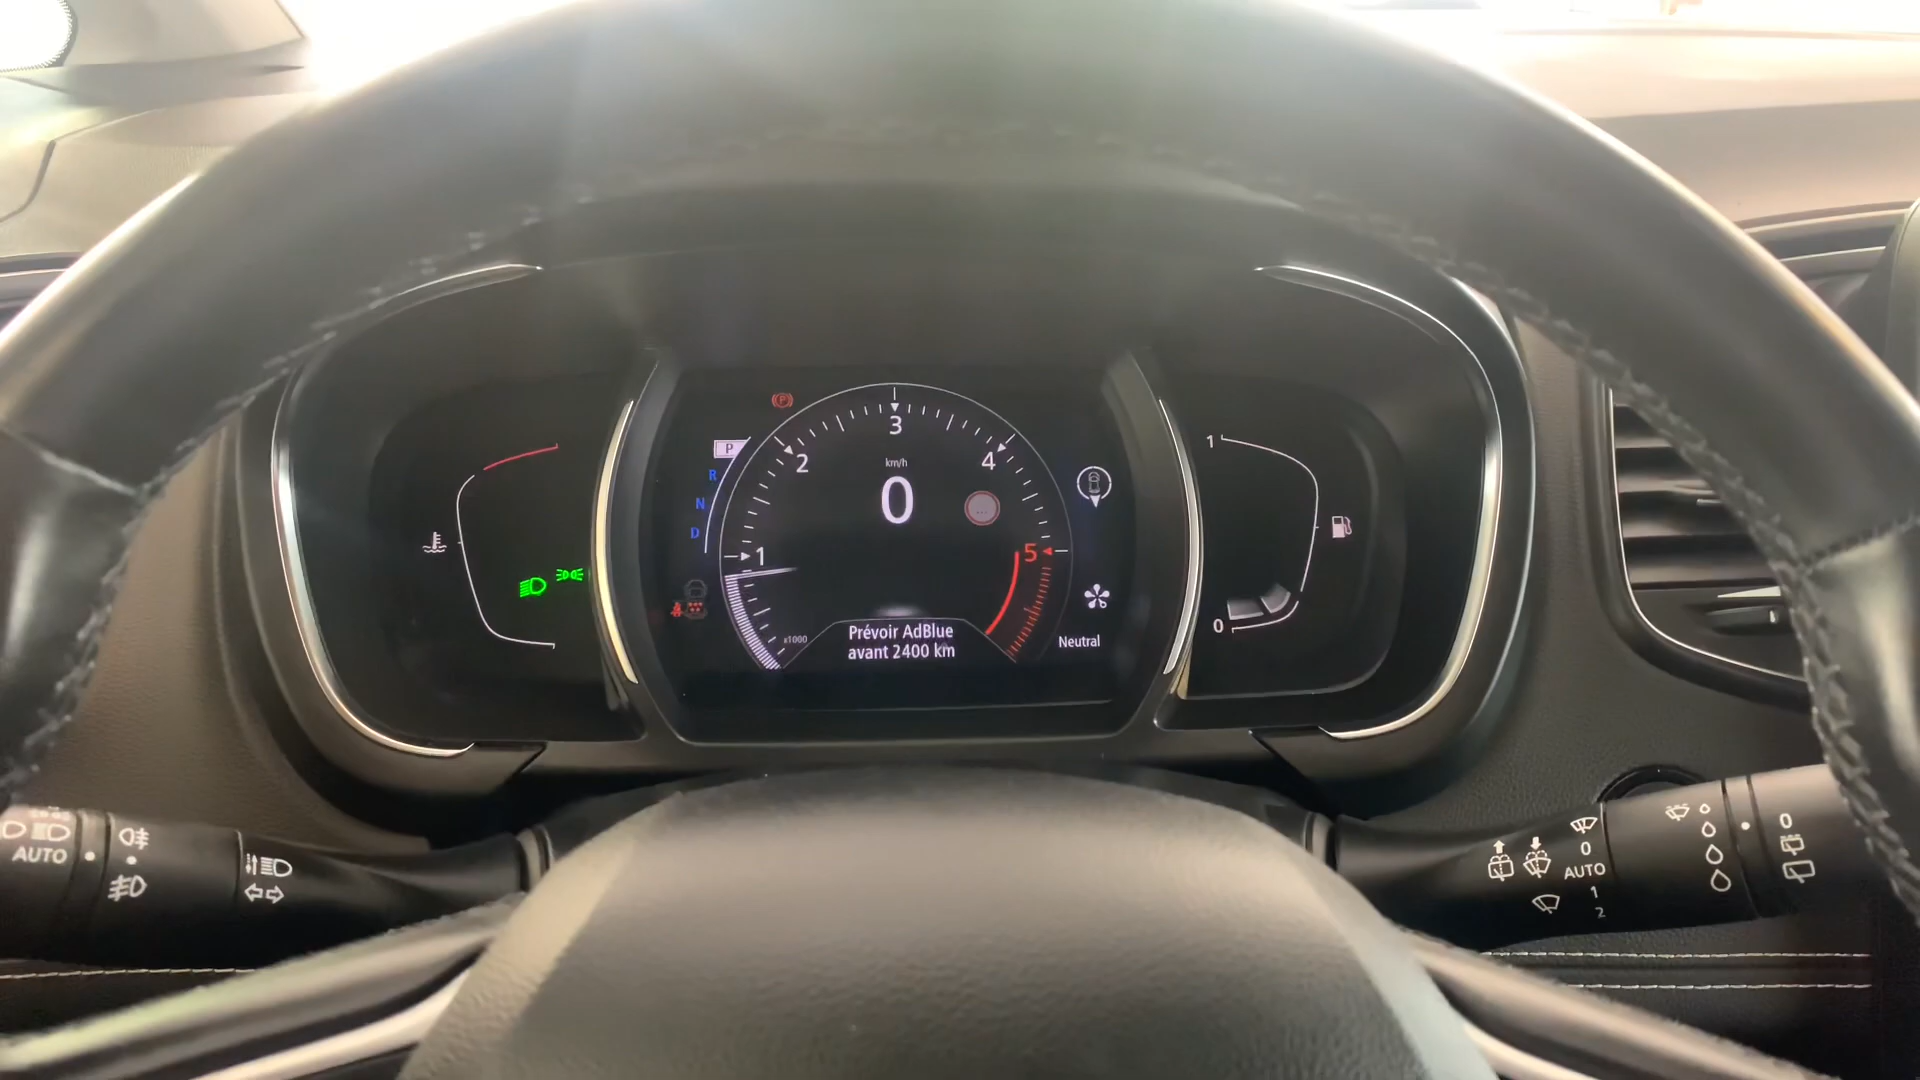 P
R
N
D
1
2
3
4
5
km/h
0
...
x1000
Prévoir AdBlue
avant 2400 km
Neutral
1
0
AUTO
0
AUTO
1
2
0